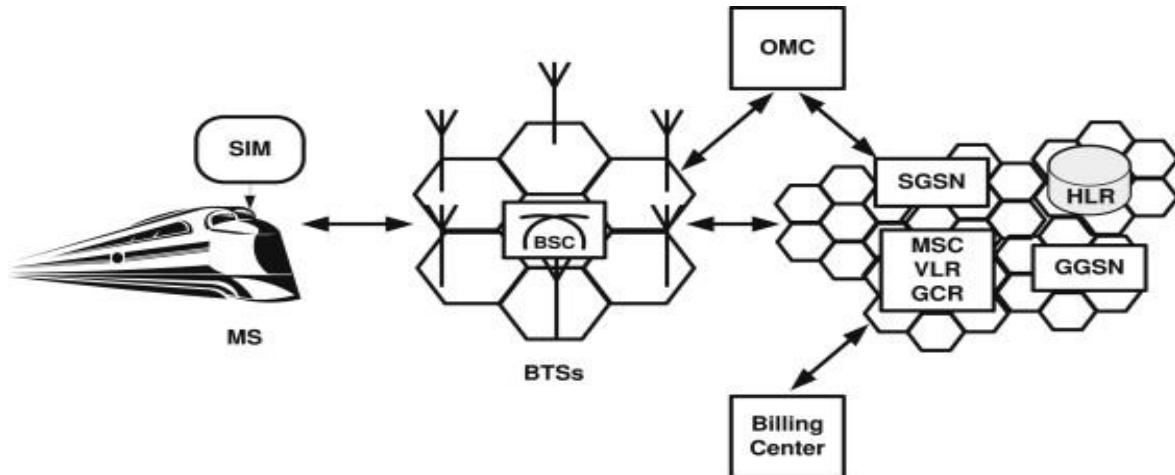 OMC
SIM
SGSN
HLR
BSC
MSC
VLR
GCR
GGSN
MS
BTSs
Billing
Center